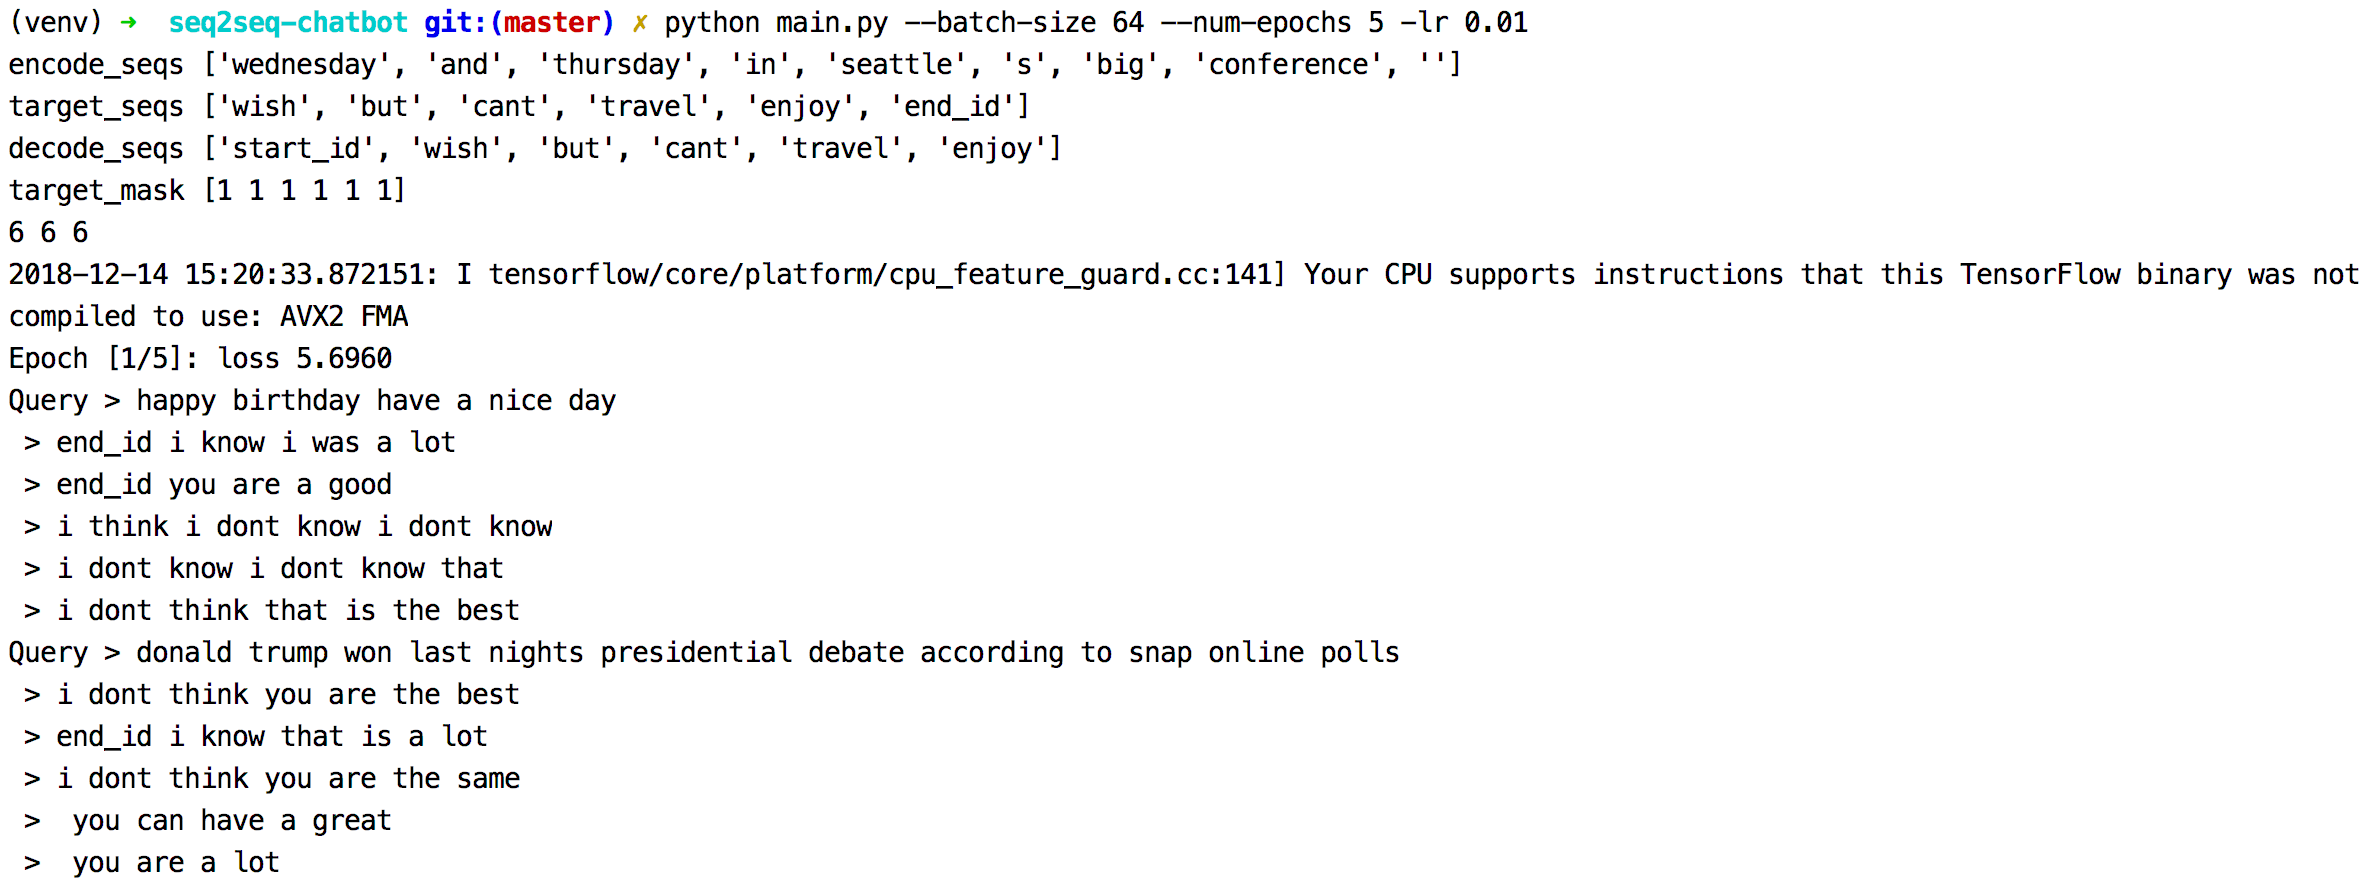 (venv) ➜  seq2seq-chatbot git:(master) ✗ python main.py --batch-size 64 --num-epochs 5 -lr 0.01
encode_seqs ['wednesday', 'and', 'thursday', 'in', 'seattle', 's', 'big', 'conference', '']
target_seqs ['wish', 'but', 'cant', 'travel', 'enjoy', 'end_id']
decode_seqs ['start_id', 'wish', 'but', 'cant', 'travel', 'enjoy']
target_mask [1 1 1 1 1 1]
6 6 6
2018-12-14 15:20:33.872151: I tensorflow/core/platform/cpu_feature_guard.cc:141] Your CPU supports instructions that this TensorFlow binary was not
compiled to use: AVX2 FMA
Epoch [1/5]: loss 5.6960
Query > happy birthday have a nice day
 > end_id i know i was a lot
 > end_id you are a good
 > i think i dont know i dont know
 > i dont know i dont know that
 > i dont think that is the best
Query > donald trump won last nights presidential debate according to snap online polls
 > i dont think you are the best
 > end_id i know that is a lot
 > i dont think you are the same
 >  you can have a great
 >  you are a lot